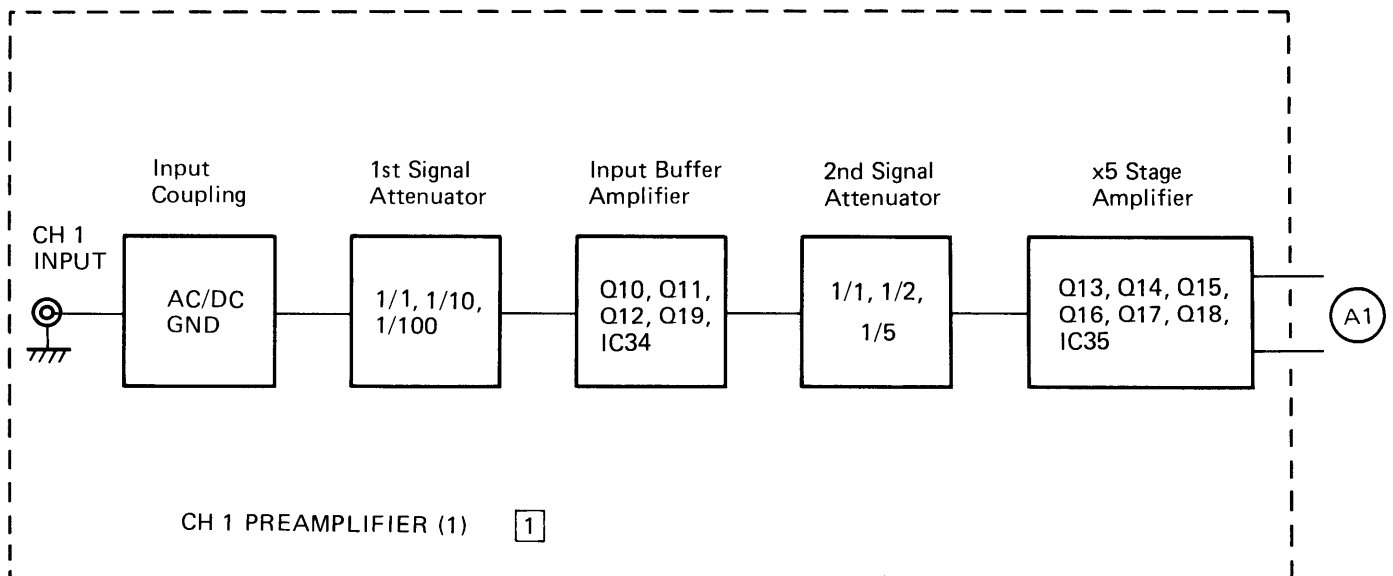 Input
Coupling
1st Signal
Attenuator
Input Buffer
Amplifier
2nd Signal
Attenuator
x5 Stage
Amplifier
CH 1
INPUT
AC/DC
GND
1/1, 1/10,
1/100
Q10, Q11,
Q12, Q19,
IC34
1/1, 1/2,
1/5
Q13, Q14, Q15,
Q16, Q17, Q18,
IC35
A1
CH 1 PREAMPLIFIER (1) 1